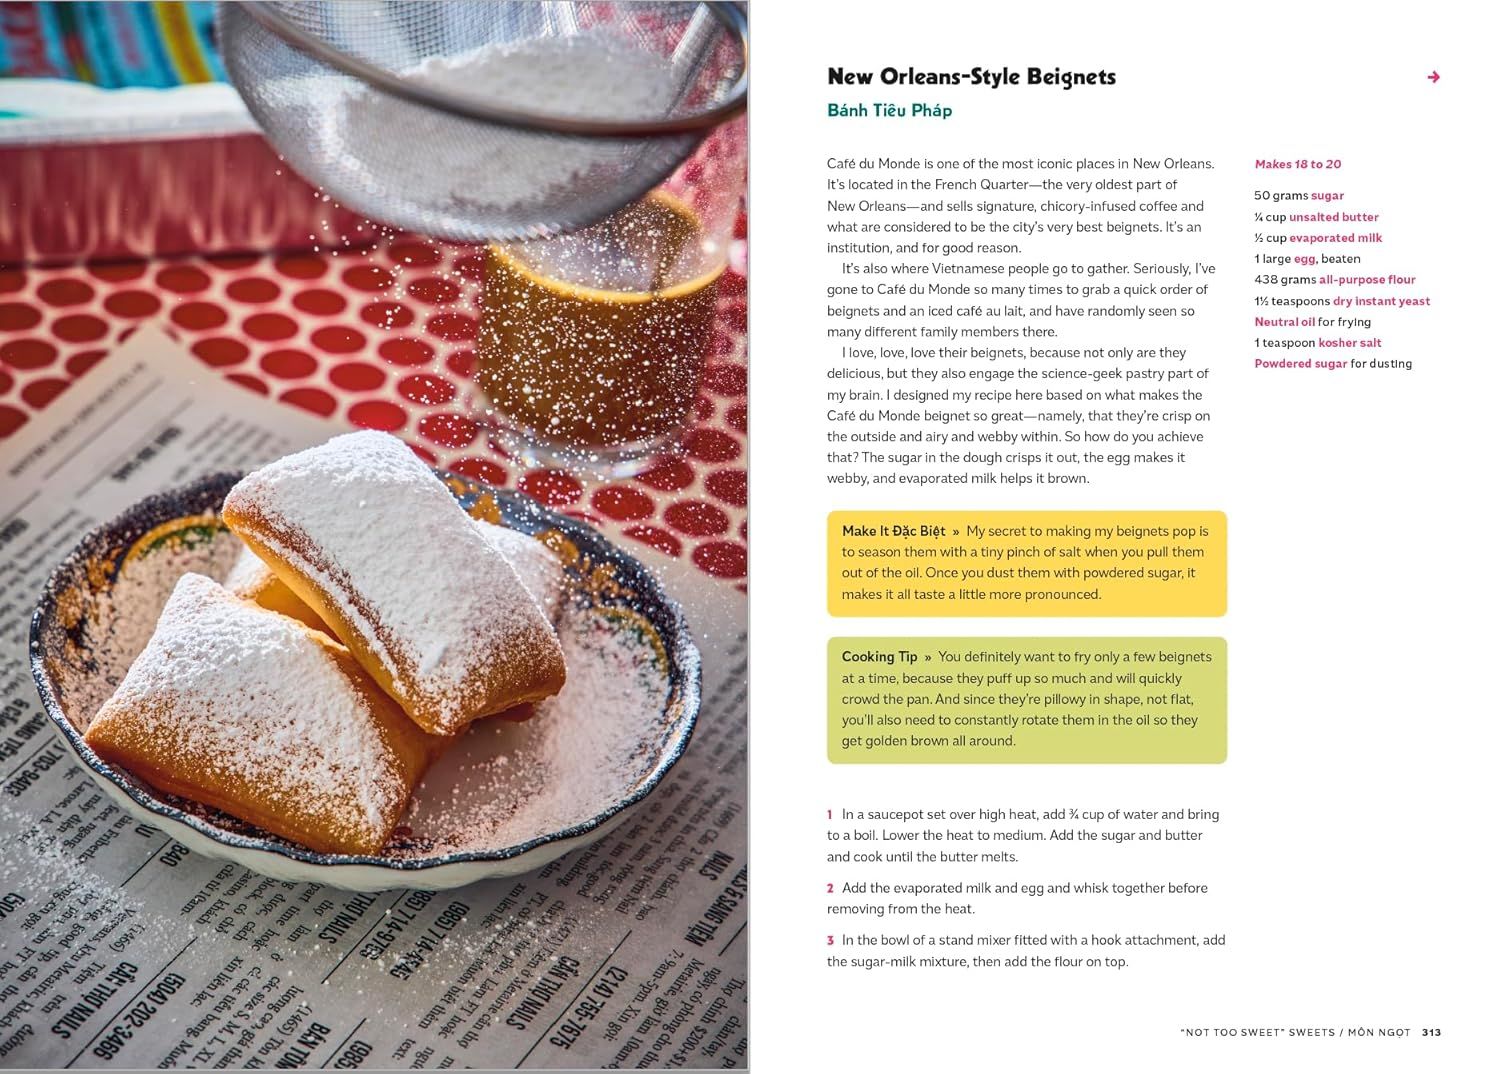 New Orleans-Style Beignets
→
Bánh Tiêu Pháp
Café du Monde is one of the most iconic places in New Orleans.
It’s located in the French Quarter—the very oldest part of
New Orleans—and sells signature, chicory-infused coffee and
what are considered to be the city’s very best beignets. It’s an
institution, and for good reason.
It’s also where Vietnamese people go to gather. Seriously, I’ve
gone to Café du Monde so many times to grab a quick order of
beignets and an iced café au lait, and have randomly seen so
many different family members there.
I love, love, love their beignets, because not only are they
delicious, but they also engage the science-geek pastry part of
my brain. I designed my recipe here based on what makes the
Café du Monde beignet so great—namely, that they’re crisp on
the outside and airy and webby within. So how do you achieve
that? The sugar in the dough crisps it out, the egg makes it
webby, and evaporated milk helps it brown.
Makes 18 to 20
50 grams sugar
¼ cup unsalted butter
½ cup evaporated milk
1 large egg, beaten
438 grams all-purpose flour
1½ teaspoons dry instant yeast
Neutral oil for frying
1 teaspoon kosher salt
Powdered sugar for dusting
Make It Đặc Biệt » My secret to making my beignets pop is
to season them with a tiny pinch of salt when you pull them
out of the oil. Once you dust them with powdered sugar, it
makes it all taste a little more pronounced.
Cooking Tip » You definitely want to fry only a few beignets
at a time, because they puff up so much and will quickly
crowd the pan. And since they’re pillowy in shape, not flat,
you’ll also need to constantly rotate them in the oil so they
get golden brown all around.
1 In a saucepot set over high heat, add ¾ cup of water and bring
to a boil. Lower the heat to medium. Add the sugar and butter
and cook until the butter melts.
2 Add the evaporated milk and egg and whisk together before
removing from the heat.
3 In the bowl of a stand mixer fitted with a hook attachment, add
the sugar-milk mixture, then add the flour on top.
“NOT TOO SWEET” SWEETS / MÓN NGỌT 313
CẦN THỢ NAILS
(504) 202-3466
CẦN THỢ NAILS
(214) 755-7675